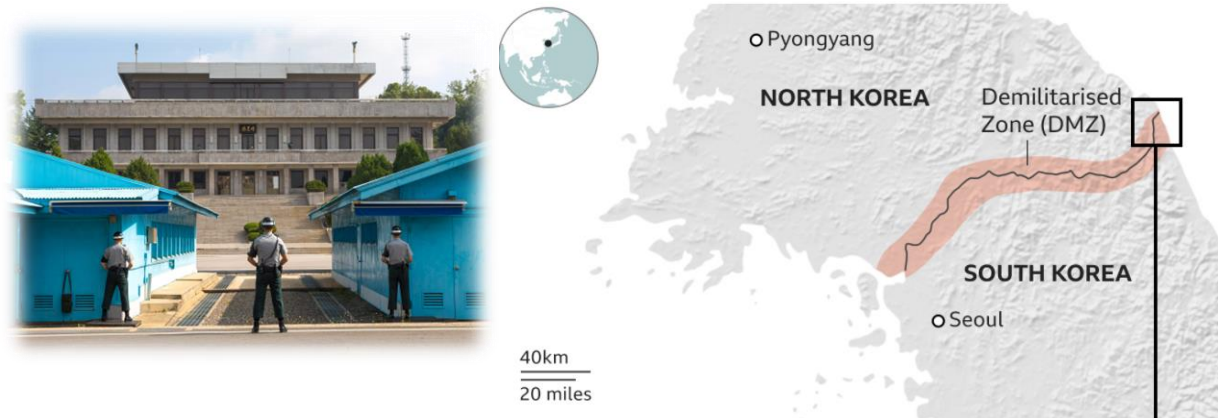 Pyongyang
NORTH KOREA
Demilitarised
Zone (DMZ)
SOUTH KOREA
Seoul
40km
20 miles